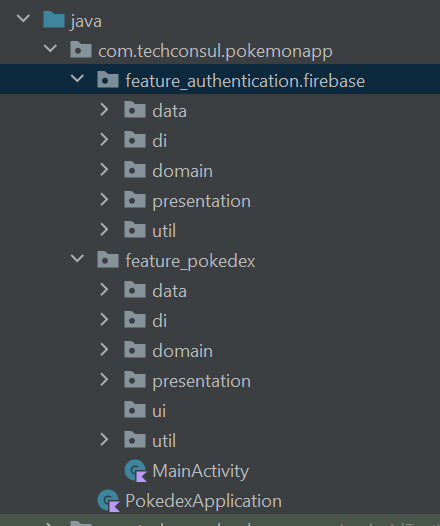 java
com.techconsul.pokemonapp
feature_authentication.firebase
data
di
domain
presentation
util
feature_pokedex
data
di
domain
presentation
ui
util
MainActivity
PokedexApplication